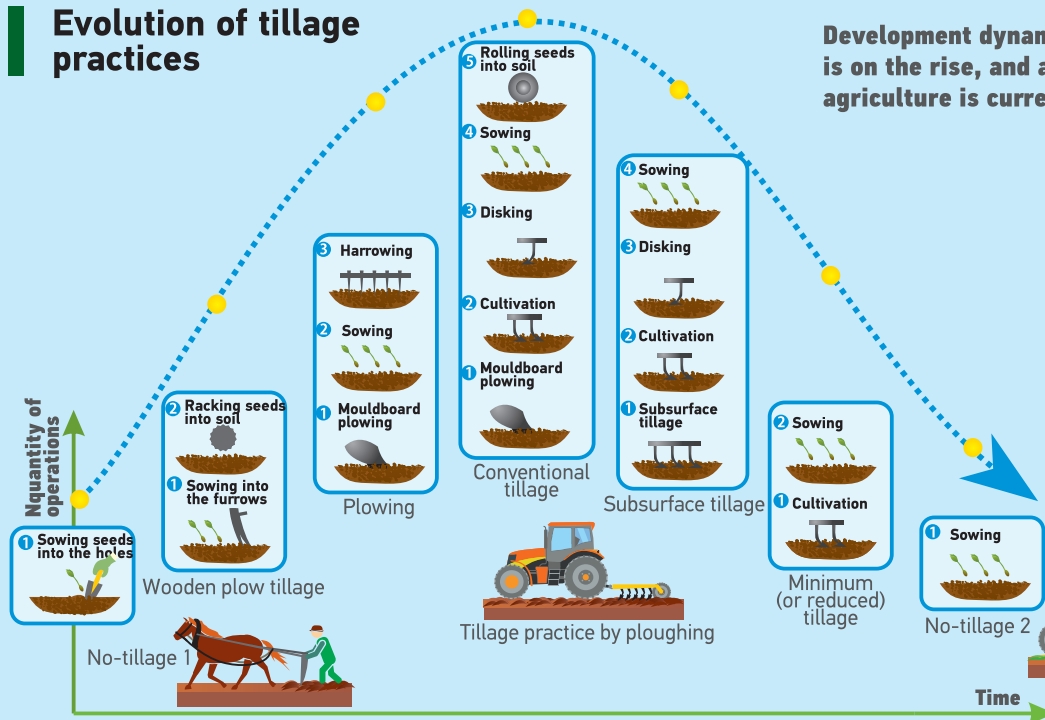 Evolution of tillage
practices
Development dynam
is on the rise, and a
agriculture is curre
Nquantity of
operations
1 Sowing seeds
into the holes
No-tillage 1
2 Racking seeds
into soil
1 Sowing into
the furrows
Wooden plow tillage
3 Harrowing
2 Sowing
1 Mouldboard
plowing
Plowing
5 Rolling seeds
into soil
4 Sowing
3 Disking
2 Cultivation
1 Mouldboard
plowing
Conventional
tillage
Tillage practice by ploughing
4 Sowing
3 Disking
2 Cultivation
1 Subsurface
tillage
Subsurface tillage
2 Sowing
1 Cultivation
Minimum
(or reduced)
tillage
1 Sowing
No-tillage 2
Time